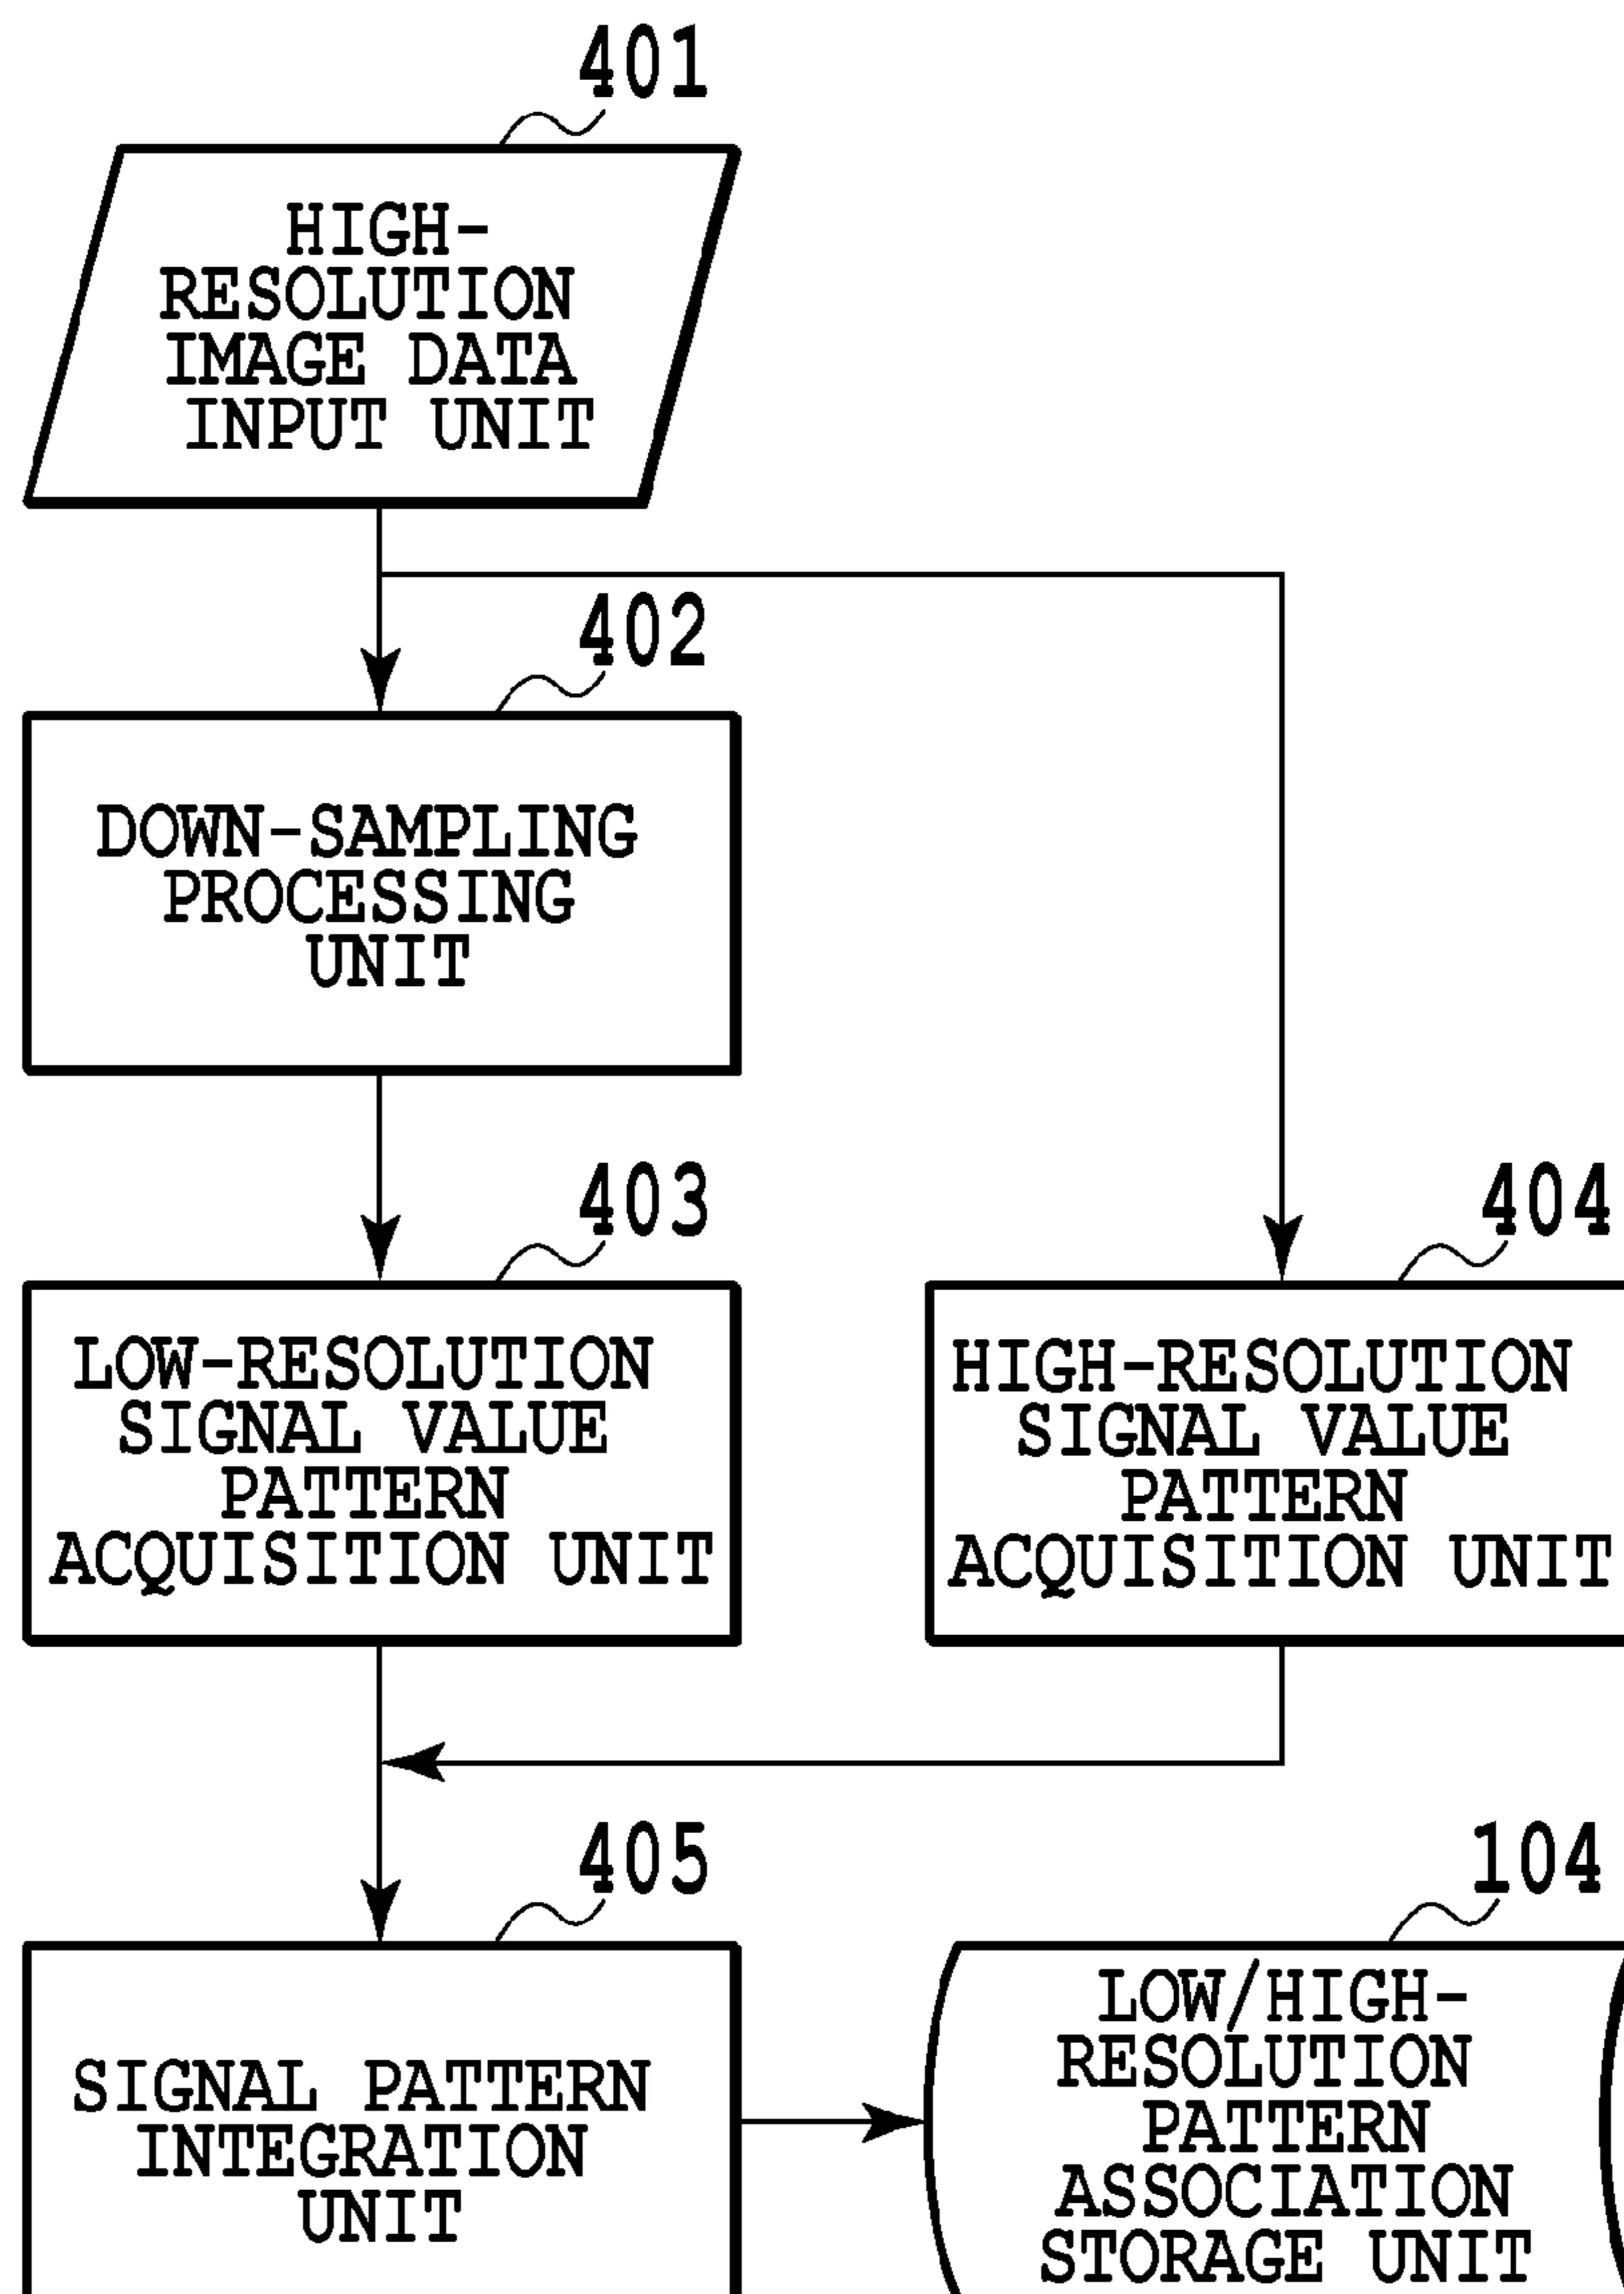 401
HIGH-
RESOLUTION
IMAGE DATA
INPUT UNIT
402
DOWN-SAMPLING
PROCESSING
UNIT
403
LOW-RESOLUTION
SIGNAL VALUE
PATTERN
ACQUISITION UNIT
404
HIGH-RESOLUTION
SIGNAL VALUE
PATTERN
ACQUISITION UNIT
405
SIGNAL PATTERN
INTEGRATION
UNIT
104
LOW/HIGH-
RESOLUTION
PATTERN
ASSOCIATION
STORAGE UNIT